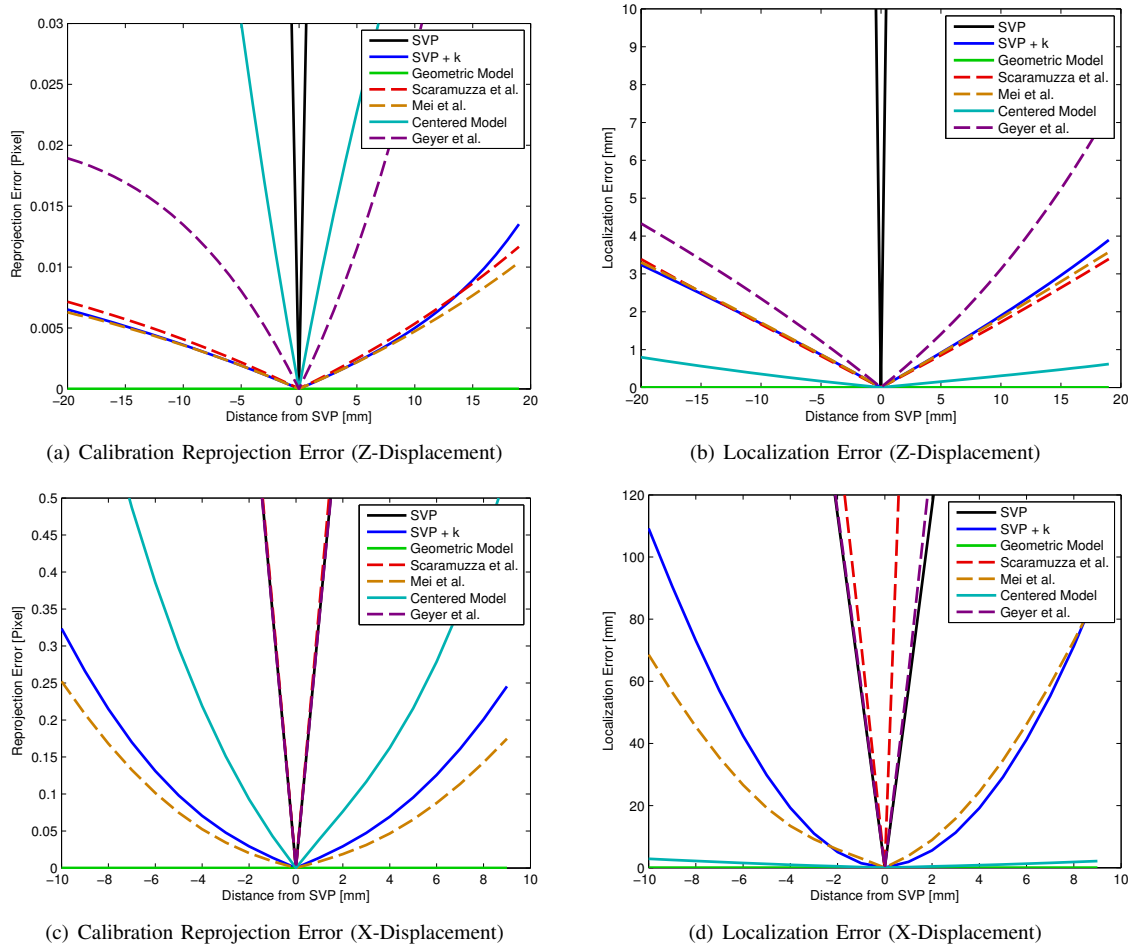 0.03
0.025
0.02
0.015
0.01
0.005
0
Reprojection Error [Pixel]
−20 −15 −10 −5 0 5 10 15 20
Distance from SVP [mm]
SVP
SVP + k
Geometric Model
Scaramuzza et al.
Mei et al.
Centered Model
Geyer et al.
(a) Calibration Reprojection Error (Z-Displacement)
10
9
8
7
6
5
4
3
2
1
0
Localization Error [mm]
−20 −15 −10 −5 0 5 10 15 20
Distance from SVP [mm]
SVP
SVP + k
Geometric Model
Scaramuzza et al.
Mei et al.
Centered Model
Geyer et al.
(b) Localization Error (Z-Displacement)
0.5
0.45
0.4
0.35
0.3
0.25
0.2
0.15
0.1
0.05
0
Reprojection Error [Pixel]
−10 −8 −6 −4 −2 0 2 4 6 8 10
Distance from SVP [mm]
SVP
SVP + k
Geometric Model
Scaramuzza et al.
Mei et al.
Centered Model
Geyer et al.
(c) Calibration Reprojection Error (X-Displacement)
120
100
80
60
40
20
0
Localization Error [mm]
−10 −8 −6 −4 −2 0 2 4 6 8 10
Distance from SVP [mm]
SVP
SVP + k
Geometric Model
Scaramuzza et al.
Mei et al.
Centered Model
Geyer et al.
(d) Localization Error (X-Displacement)